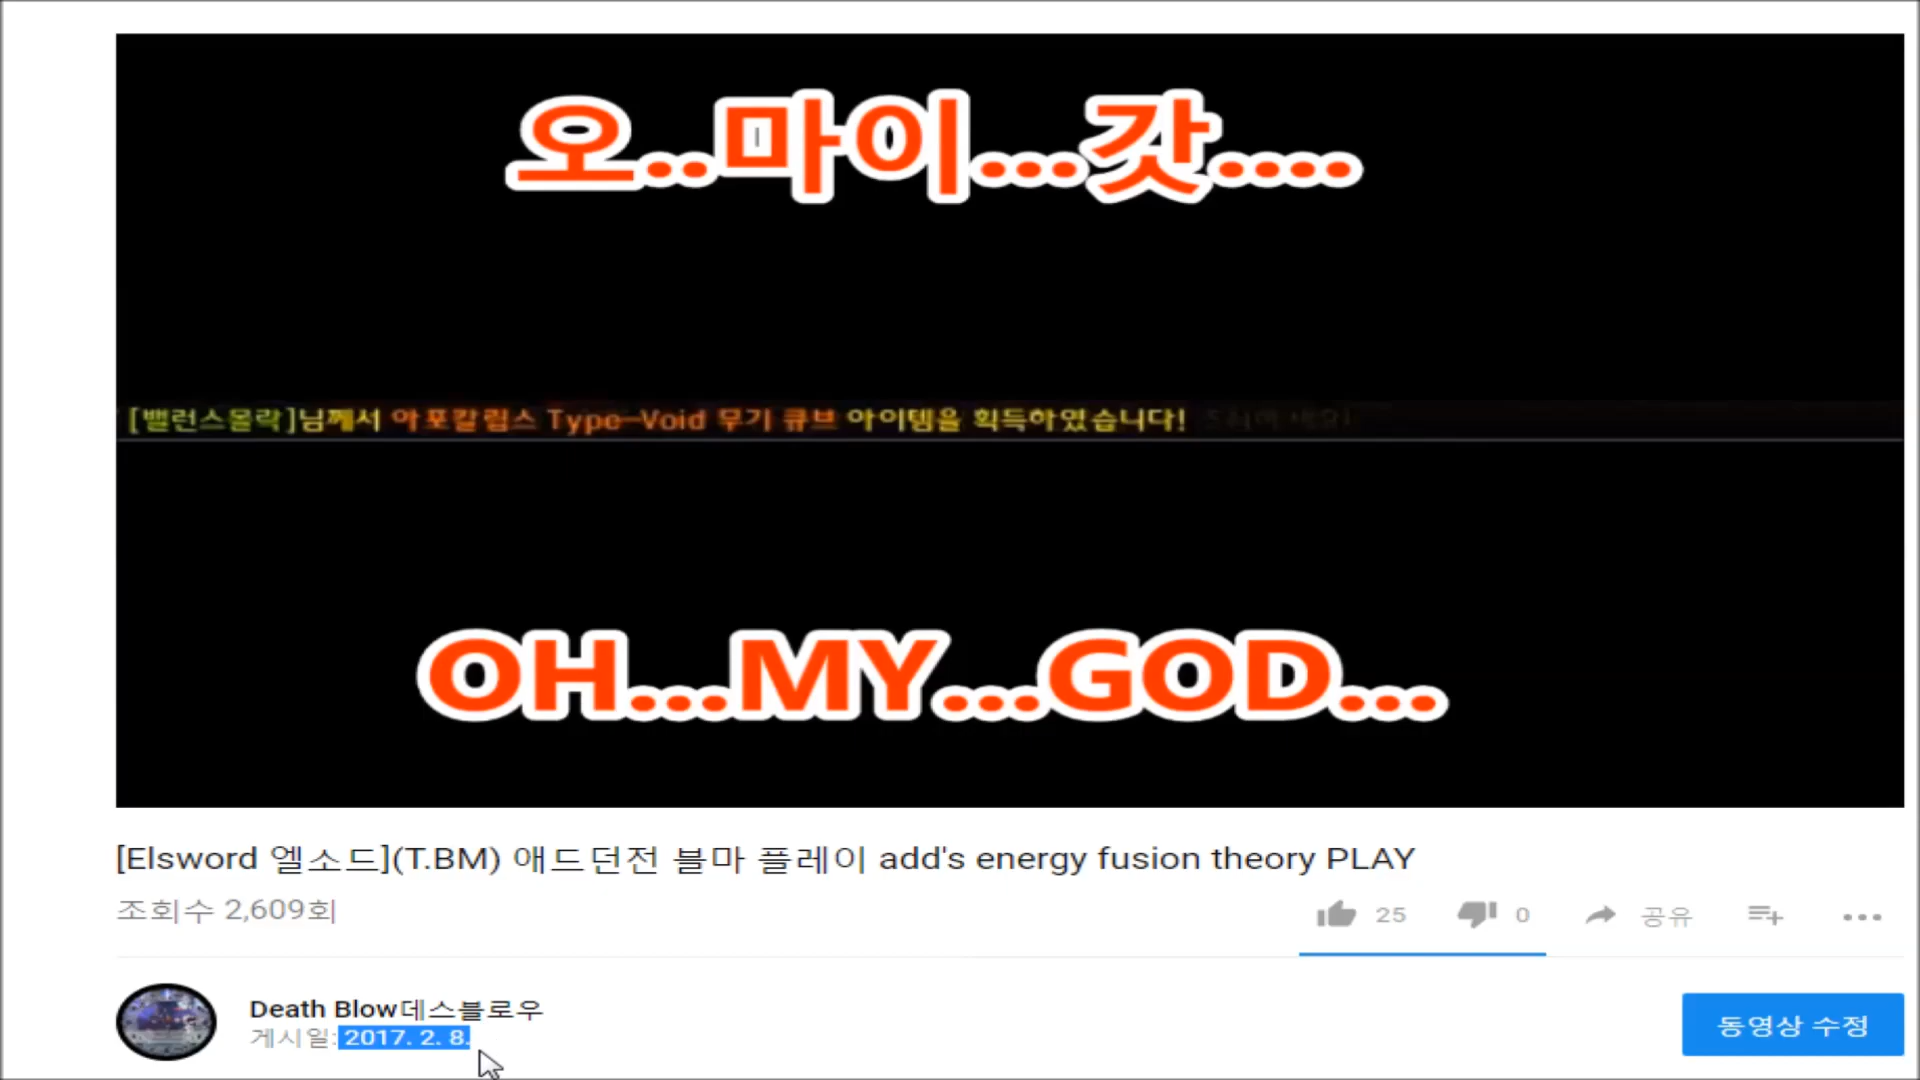 오..마이...갓....
[밸런스몰락]님께서 아포칼립스 Type-Void 무기 큐브 아이템을 획득하였습니다!
OH...MY...GOD...
[Elsword 엘소드](T.BM) 애드던전 블마 플레이 add's energy fusion theory PLAY
조회수 2,609회
25 0 공유
Death Blow데스블로우
게시일: 2017. 2. 8.
동영상 수정